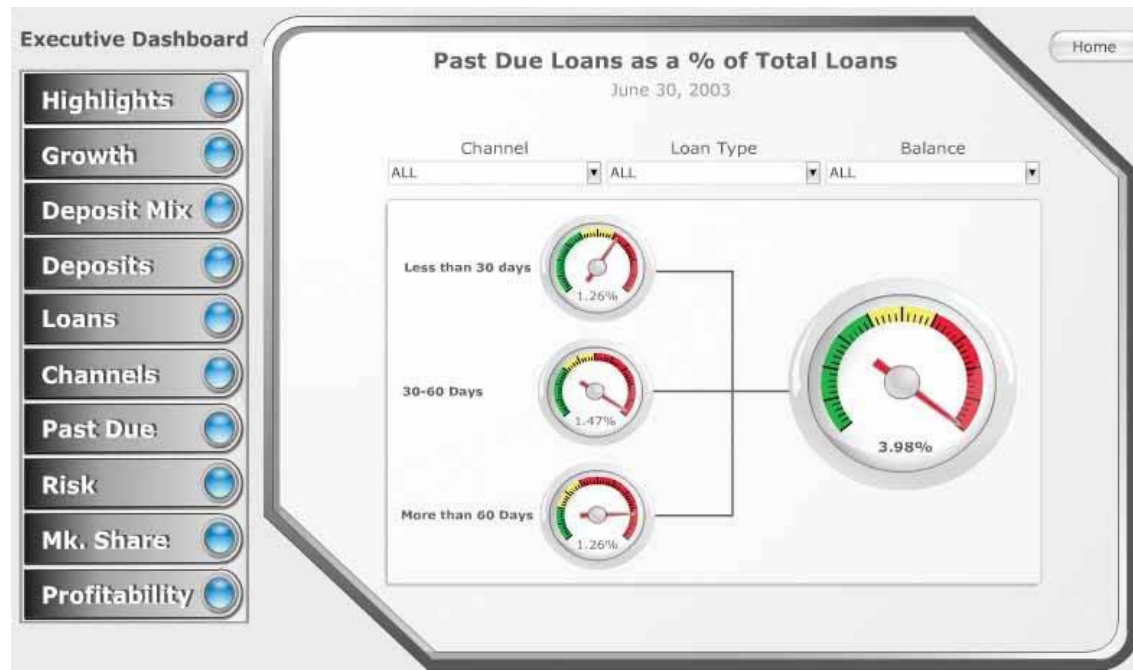 Executive Dashboard
Home
Past Due Loans as a % of Total Loans
June 30, 2003
Highlights
Growth
Deposit Mix
Deposits
Loans
Channels
Past Due
Risk
Mk. Share
Profitability
Channel Loan Type Balance
ALL ALL ALL
Less than 30 days
1.26%
30-60 Days
1.47%
More than 60 Days
1.26%
3.98%